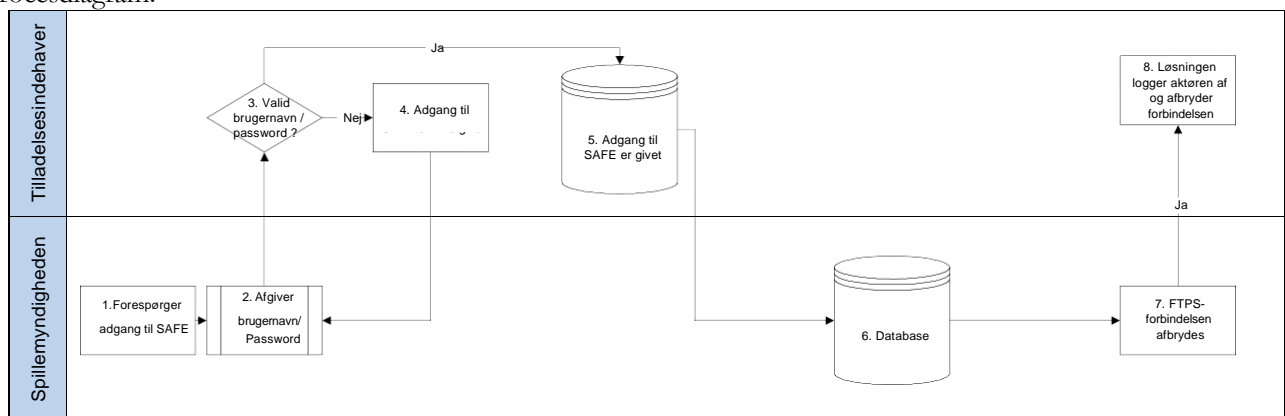 Tilladelsesindehaver
Ja
3. Valid
brugernavn /
password ?
Nej
4. Adgang til
5. Adgang til
SAFE er givet
8. Løsningen
logger aktøren af
og afbryder
forbindelsen
Ja
Spillemyndigheden
1.Forespørger
adgang til SAFE
2. Afgiver
brugernavn/
Password
6. Database
7. FTPS-
forbindelsen
afbrydes